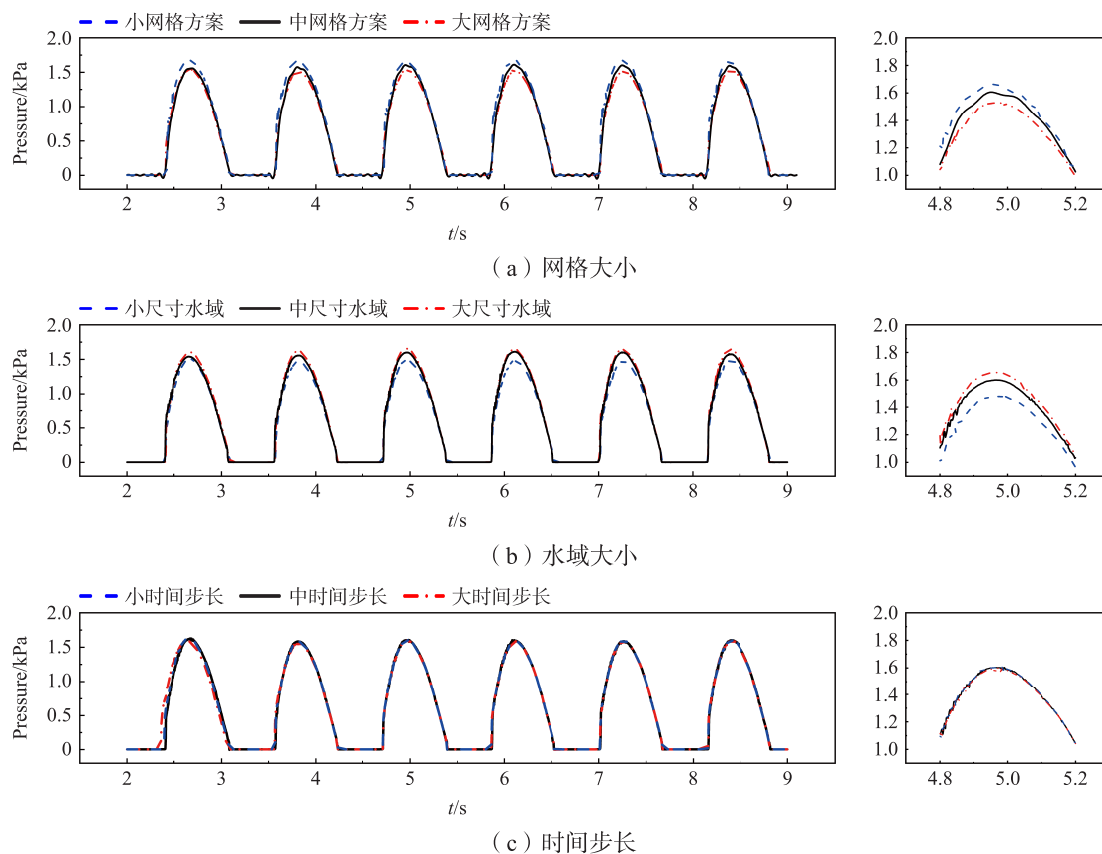 小网格方案 中网格方案 大网格方案
2.0 2.0
1.5 1.8
1.0 1.6
0.5 1.4
0 1.2
1.0
Pressure/kPa
2 3 4 5 6 7 8 9 4.8 5.0 5.2
t/s
（a）网格大小
小尺寸水域 中尺寸水域 大尺寸水域
2.0 2.0
1.5 1.8
1.0 1.6
0.5 1.4
0 1.2
1.0
Pressure/kPa
2 3 4 5 6 7 8 9 4.8 5.0 5.2
t/s
（b）水域大小
小时间步长 中时间步长 大时间步长
2.0 2.0
1.5 1.8
1.0 1.6
0.5 1.4
0 1.2
1.0
Pressure/kPa
2 3 4 5 6 7 8 9 4.8 5.0 5.2
t/s
（c）时间步长